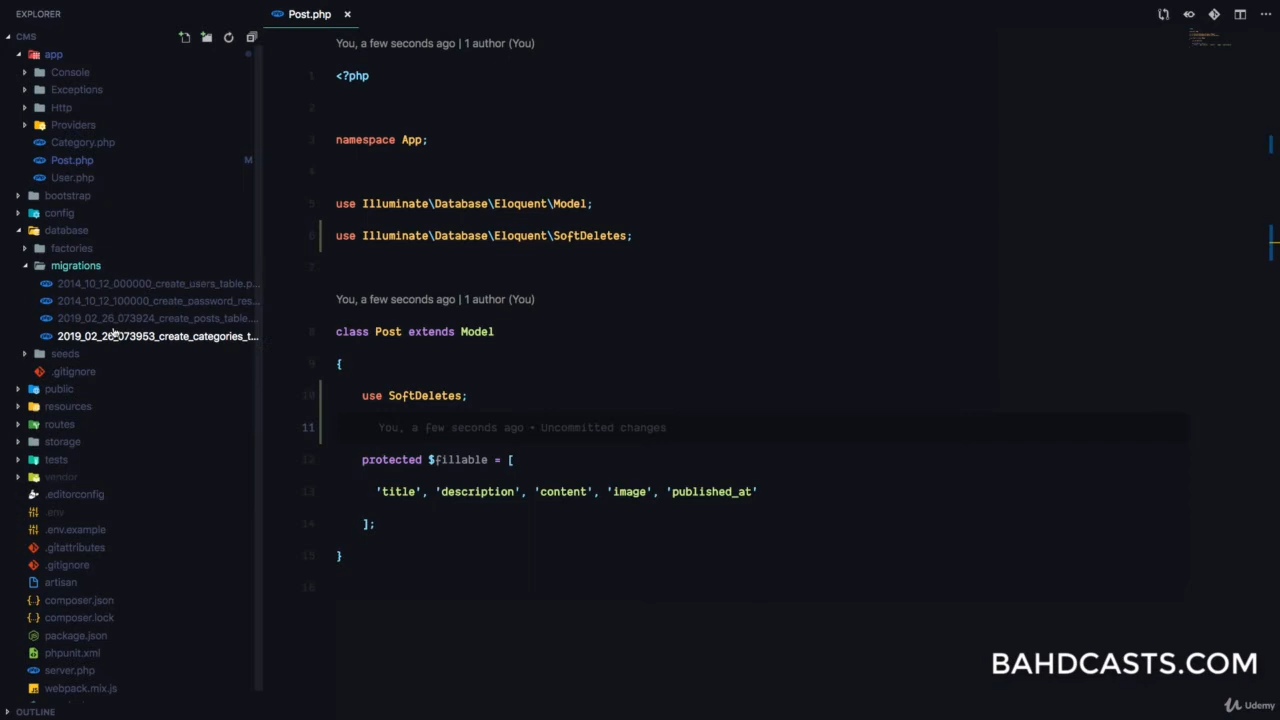 EXPLORER
CMS
app
Console
Exceptions
Http
Providers
Category.php
Post.php M
User.php
bootstrap
config
database
factories
migrations
2014_10_12_000000_create_users_table.p...
2014_10_12_100000_create_password_res...
2019_02_26_073924_create_posts_table....
2019_02_26_073953_create_categories_t...
seeds
.gitignore
public
resources
routes
storage
tests
vendor
.editorconfig
.env
.env.example
.gitattributes
.gitignore
artisan
composer.json
composer.lock
package.json
phpunit.xml
server.php
webpack.mix.js
OUTLINE
Post.php ×
You, a few seconds ago | 1 author (You)
1 <?php
2
3 namespace App;
4
5 use Illuminate\Database\Eloquent\Model;
6 use Illuminate\Database\Eloquent\SoftDeletes;
7
You, a few seconds ago | 1 author (You)
8 class Post extends Model
9 {
10 use SoftDeletes;
11 You, a few seconds ago • Uncommitted changes
12 protected $fillable = [
13 'title', 'description', 'content', 'image', 'published_at'
14 ];
15 }
16
BAHDCASTS.COM
Udemy